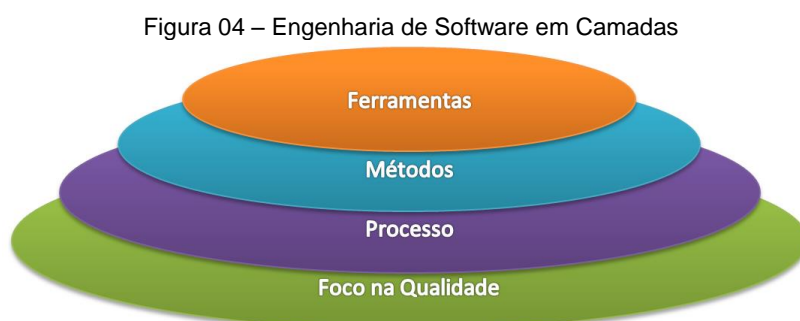 Figura 04 – Engenharia de Software em Camadas
Ferramentas
Métodos
Processo
Foco na Qualidade